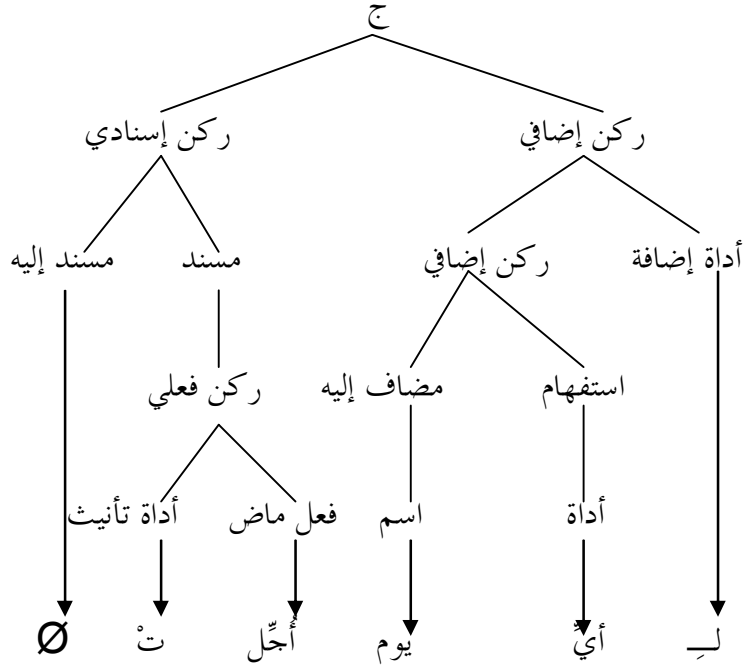 ج
ركن إضافي ركن إسنادي
أداة إضافة ركن إضافي مسند مسند إليه
استفهام مضاف إليه ركن فعلي
أداة اسم فعل ماض أداة تأنيث
لـِـ أيِّ يوم أُجِّل تْ Ø